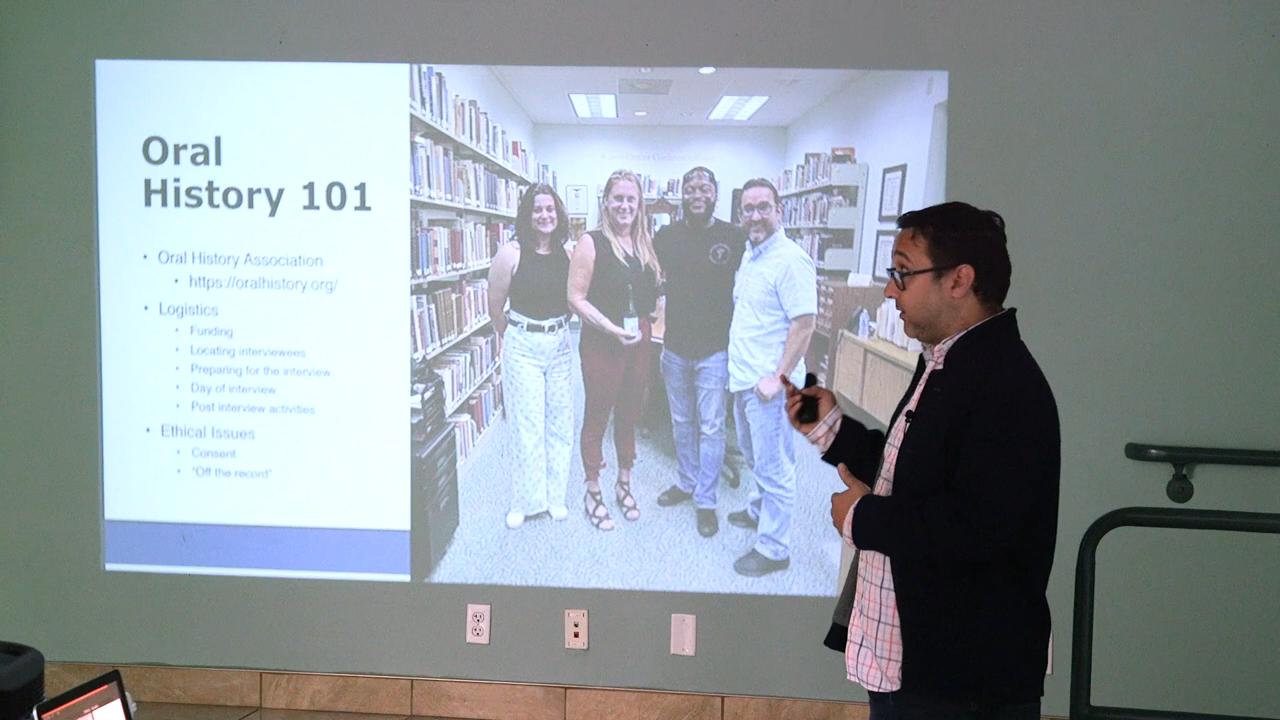 Oral
History 101
• Oral History Association
• https://oralhistory.org/
• Logistics
• Funding
• Locating interviewees
• Preparing for the interview
• Day of interview
• Post interview activities
• Ethical Issues
• Consent
• "Off the record"